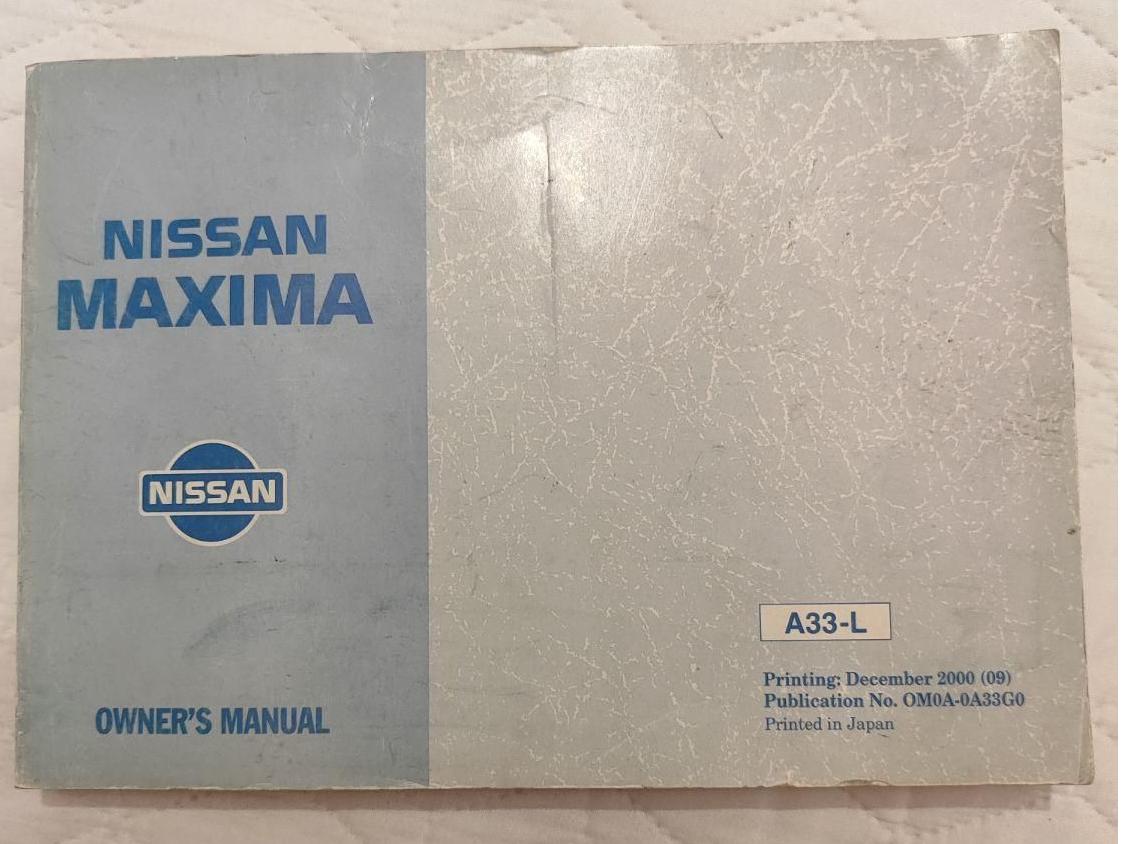 NISSAN
MAXIMA
NISSAN
OWNER'S MANUAL
A33-L
Printing: December 2000 (09)
Publication No. OM0A-0A33G0
Printed in Japan